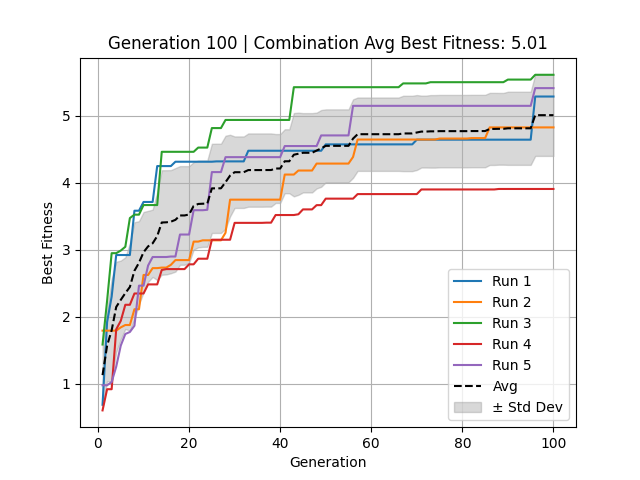 Generation 100 | Combination Avg Best Fitness: 5.01
Best Fitness
5
4
3
2
1
0
20
40
60
80
100
Generation
Run 1
Run 2
Run 3
Run 4
Run 5
Avg
± Std Dev